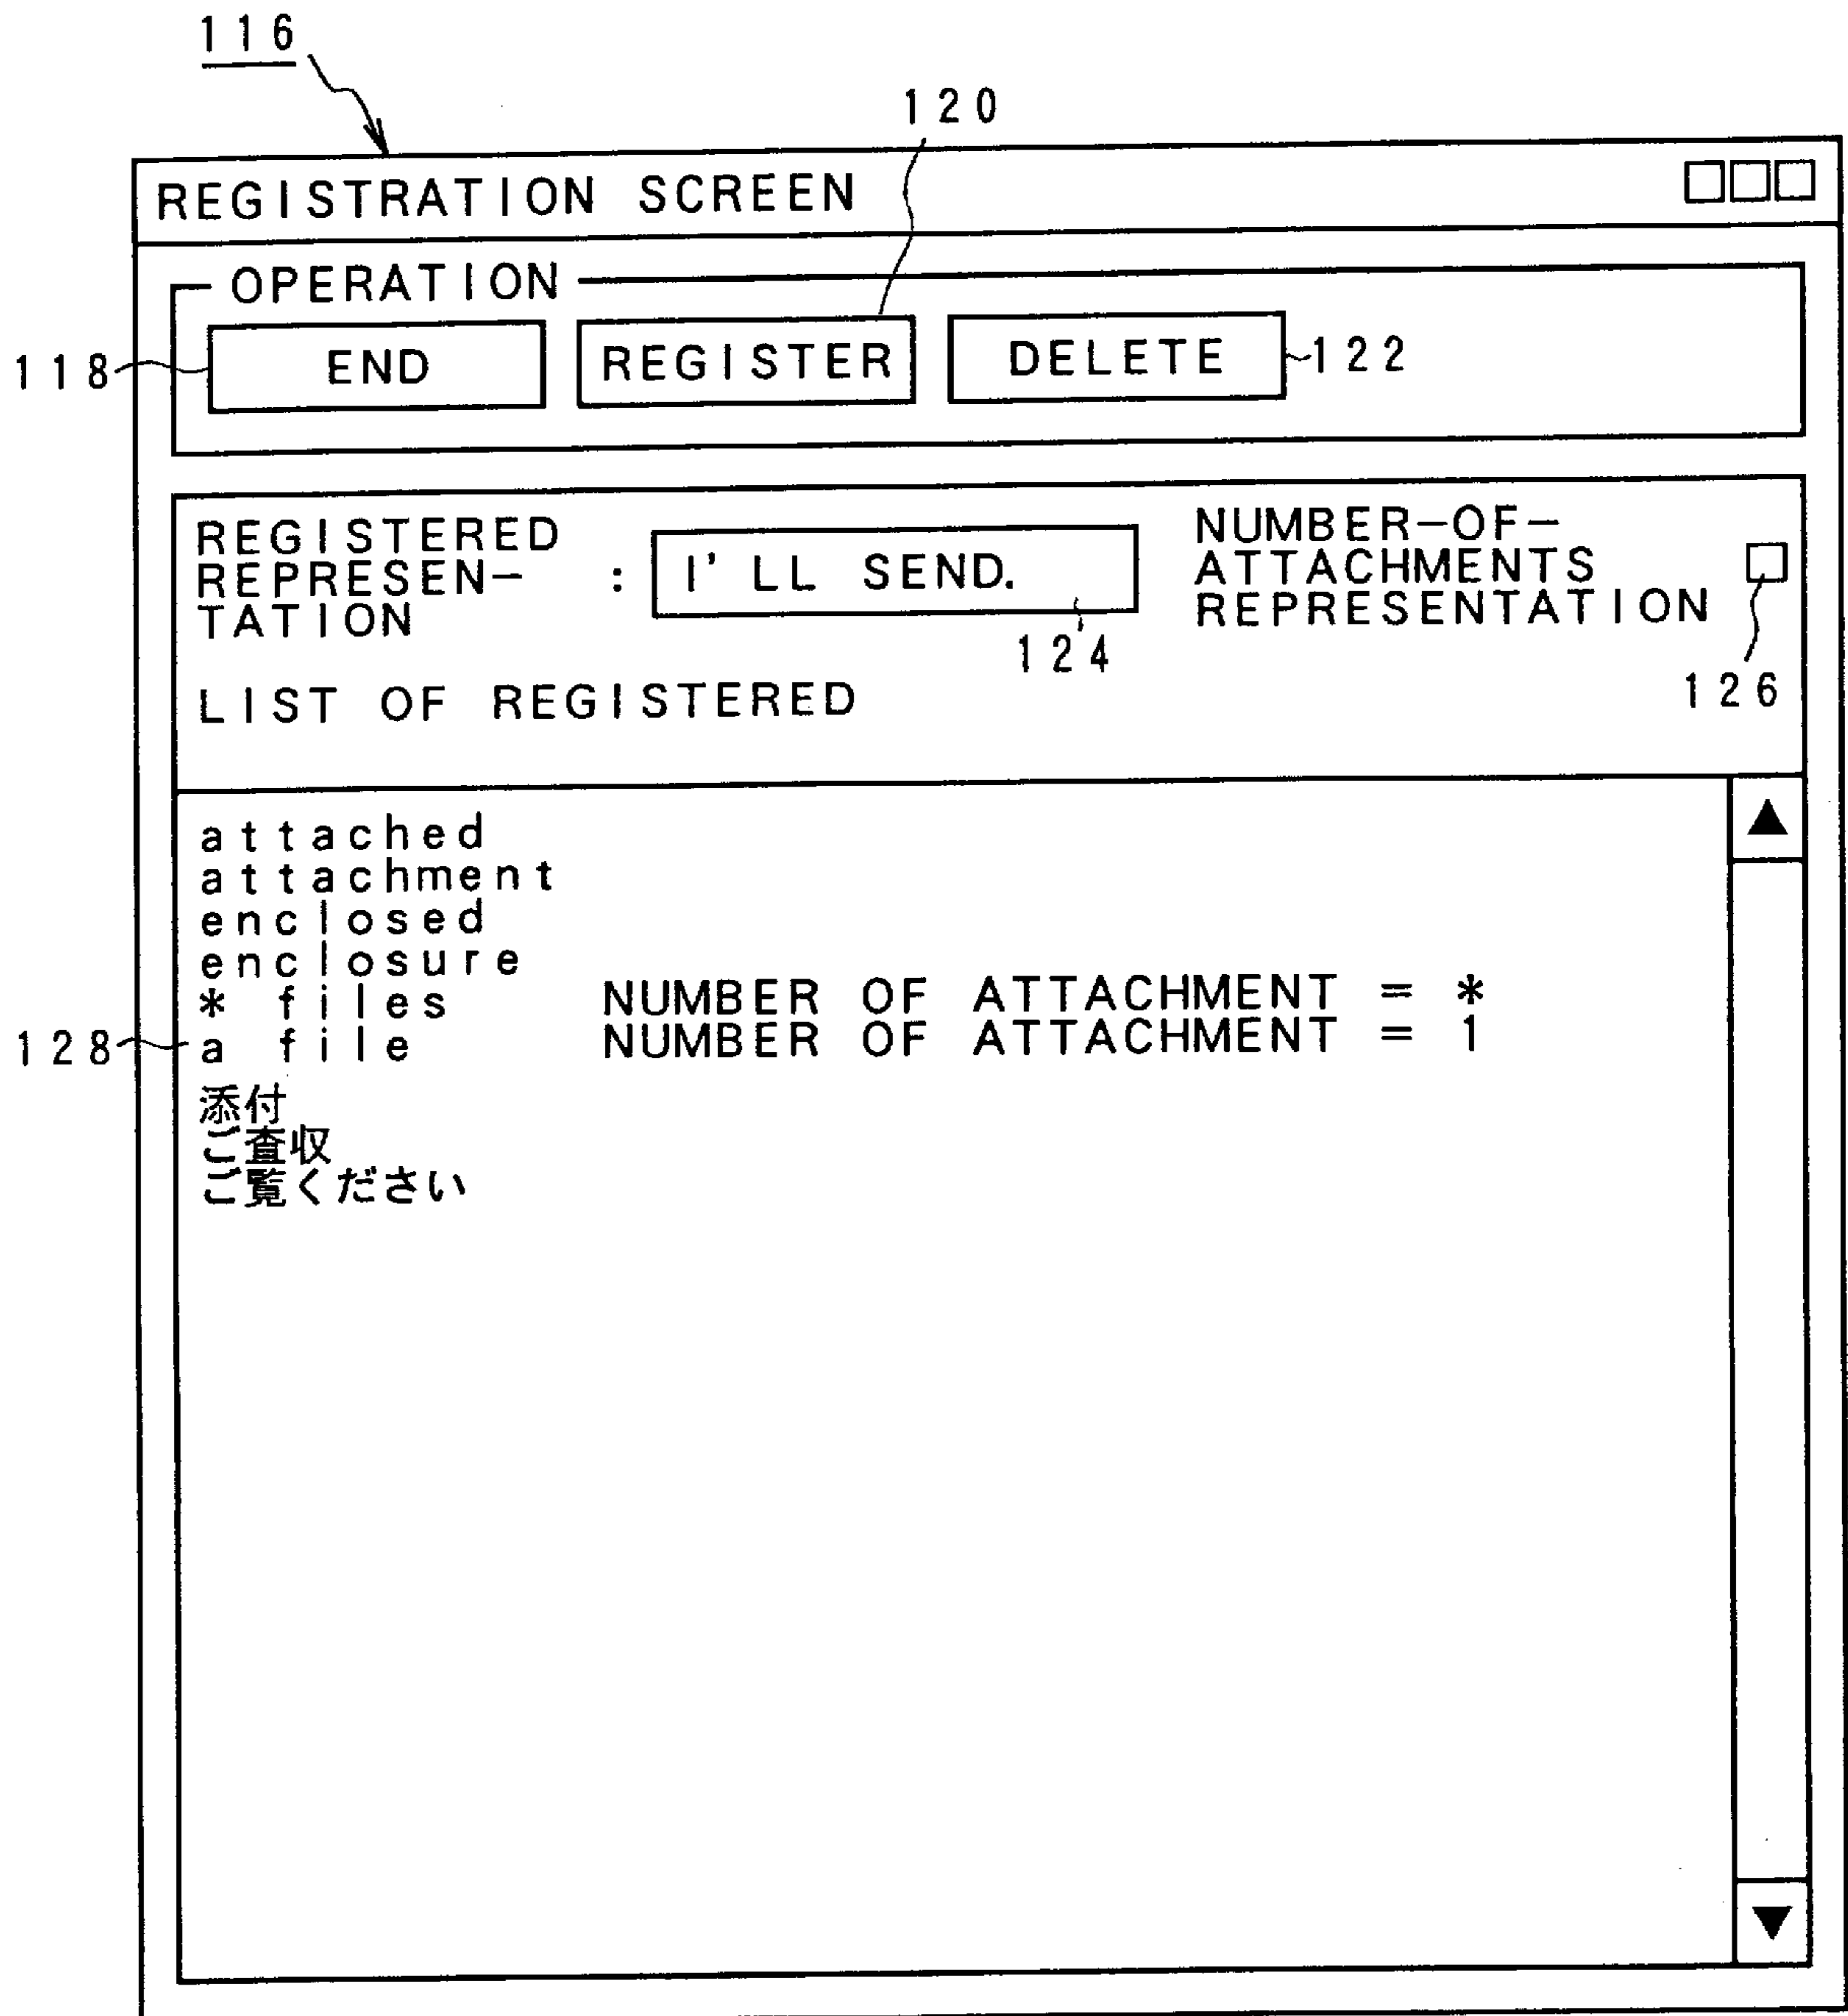 116
120
REGISTRATION SCREEN
OPERATION
118
END
REGISTER
DELETE
122
REGISTERED
REPRESEN-
TATION
:
I'LL SEND.
124
NUMBER-OF-
ATTACHMENTS
REPRESENTATION
126
LIST OF REGISTERED
attached
attachment
enclosed
enclosure
* files NUMBER OF ATTACHMENT = *
128
a file NUMBER OF ATTACHMENT = 1
添付
ご査収
ご覧ください